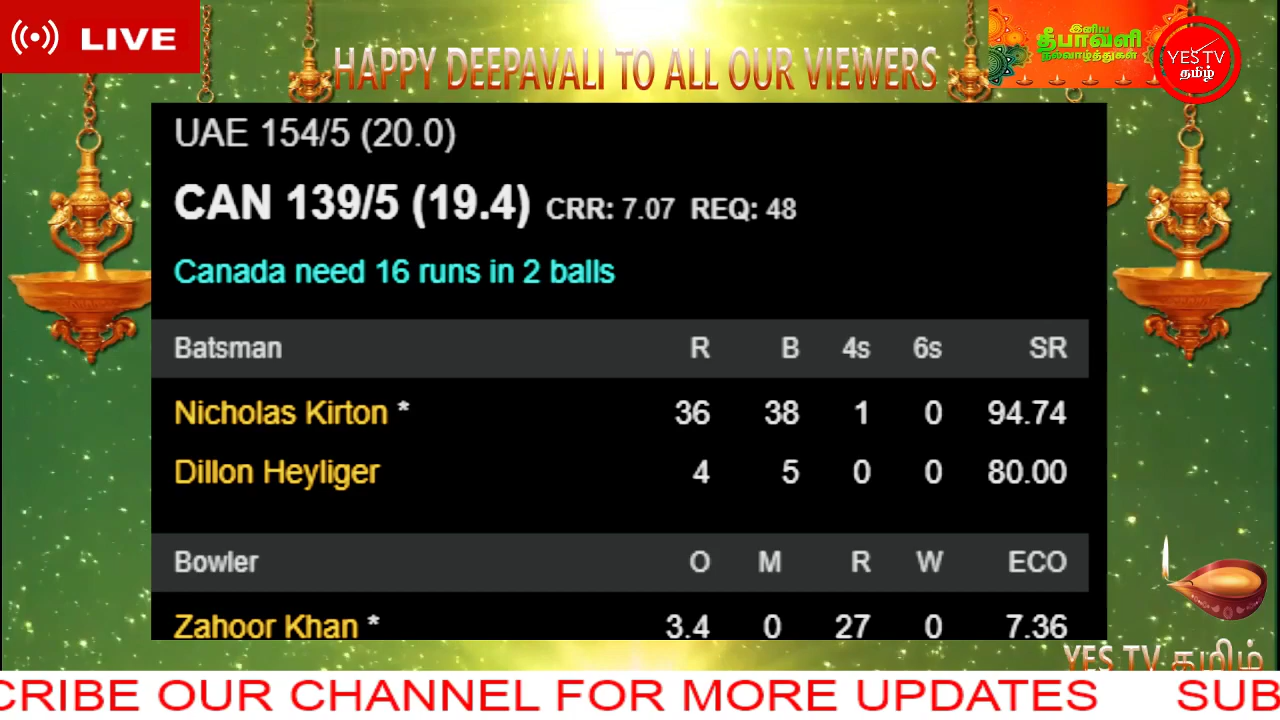 LIVE
HAPPY DEEPAVALI TO ALL OUR VIEWERS
இனிய
தீபாவளி
நல்வாழ்த்துகள்
YES TV
தமிழ்
UAE 154/5 (20.0)
CAN 139/5 (19.4) CRR: 7.07 REQ: 48
Canada need 16 runs in 2 balls
Batsman R B 4s 6s SR
Nicholas Kirton * 36 38 1 0 94.74
Dillon Heyliger 4 5 0 0 80.00
Bowler O M R W ECO
Zahoor Khan * 3.4 0 27 0 7.36
YES TV தமிழ்
CRIBE OUR CHANNEL FOR MORE UPDATES SUB